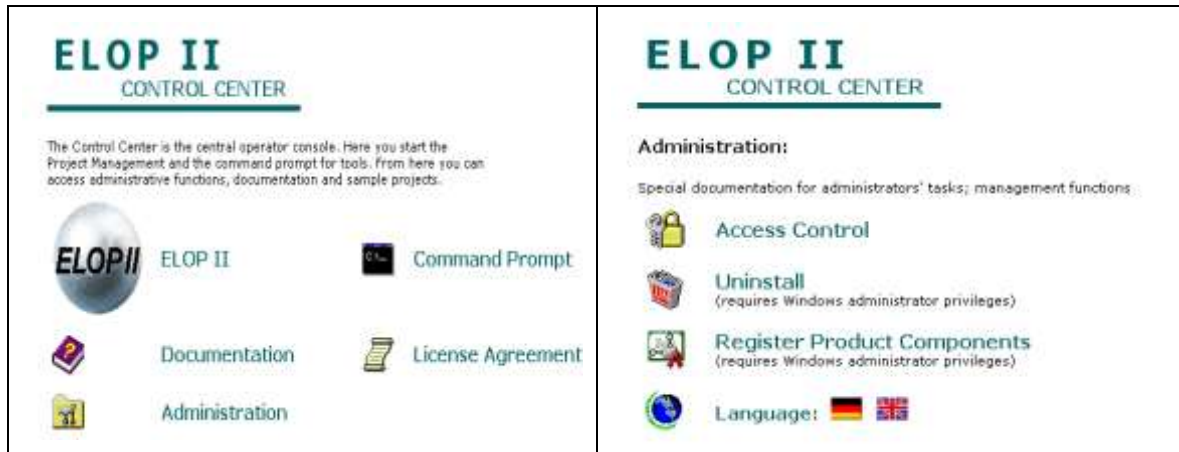 ELOP II
CONTROL CENTER
The Control Center is the central operator console. Here you start the
Project Management and the command prompt for tools. From here you can
access administrative functions, documentation and sample projects.
ELOPII
ELOP II
C:\...
Command Prompt
Documentation
License Agreement
Administration
ELOP II
CONTROL CENTER
Administration:
Special documentation for administrators' tasks; management functions
Access Control
Uninstall
(requires Windows administrator privileges)
Register Product Components
(requires Windows administrator privileges)
Language: